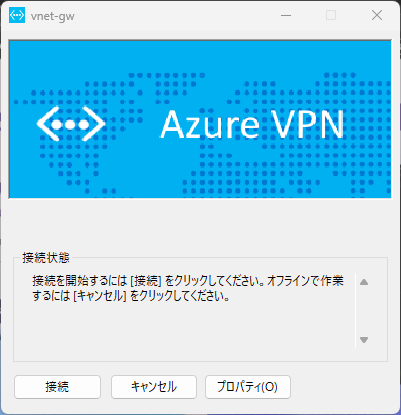 vnet-gw
Azure VPN
接続状態
接続を開始するには [接続] をクリックしてください。オフラインで作業
するには [キャンセル] をクリックしてください。
接続
キャンセル
プロパティ(O)